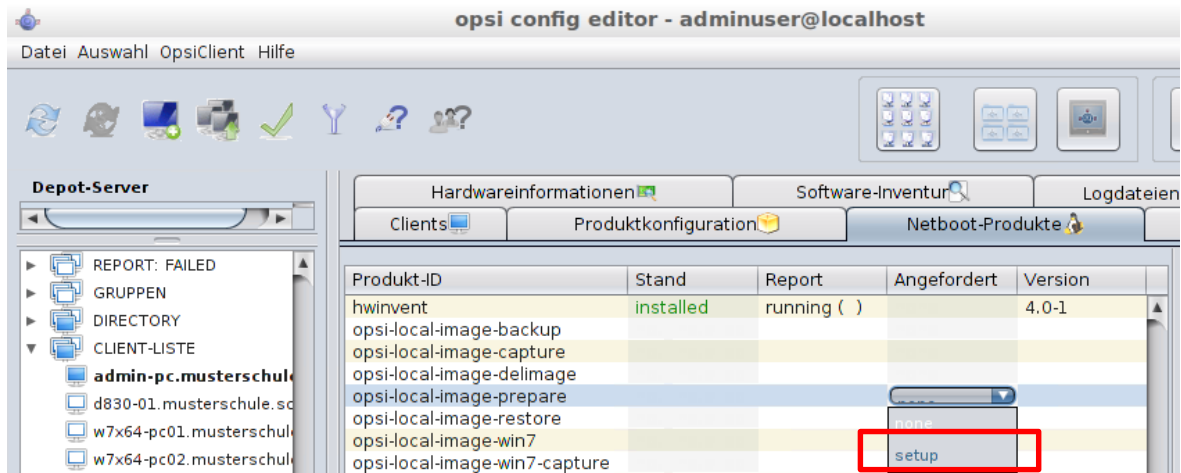 opsi config editor - adminuser@localhost
Datei Auswahl OpsiClient Hilfe
Depot-Server
Hardwareinformationen Software-Inventur Logdateien
Clients Produktkonfiguration Netboot-Produkte
REPORT: FAILED
GRUPPEN
DIRECTORY
CLIENT-LISTE
admin-pc.musterschule
d830-01.musterschule.sc
w7x64-pc01.musterschul
w7x64-pc02.musterschul
Produkt-ID Stand Report Angefordert Version
hwinvent installed running ( ) 4.0-1
opsi-local-image-backup
opsi-local-image-capture
opsi-local-image-delimage
opsi-local-image-prepare none
opsi-local-image-restore none
opsi-local-image-win7 setup
opsi-local-image-win7-capture